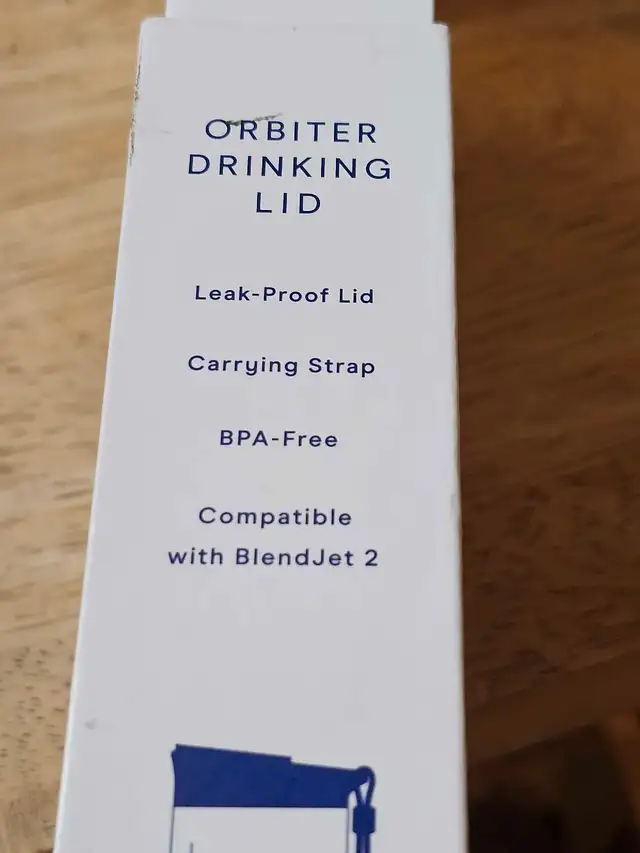 ORBITER
DRINKING
LID
Leak-Proof Lid
Carrying Strap
BPA-Free
Compatible
with BlendJet 2